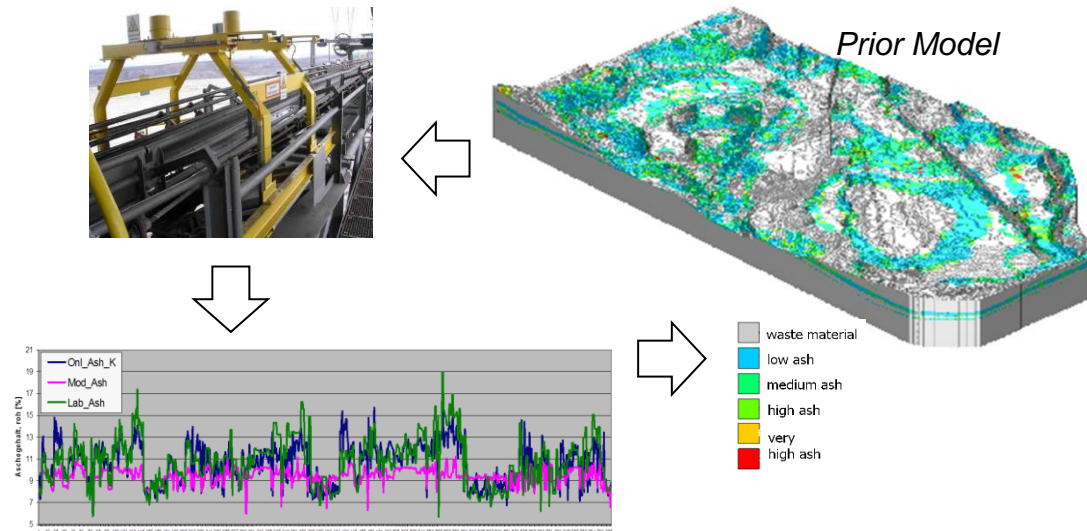 Prior Model
21
19
17
15
13
11
9
7
5
Aschegehalt, roh [%]
Onl_Ash_K
Mod_Ash
Lab_Ash
waste material
low ash
medium ash
high ash
very
high ash